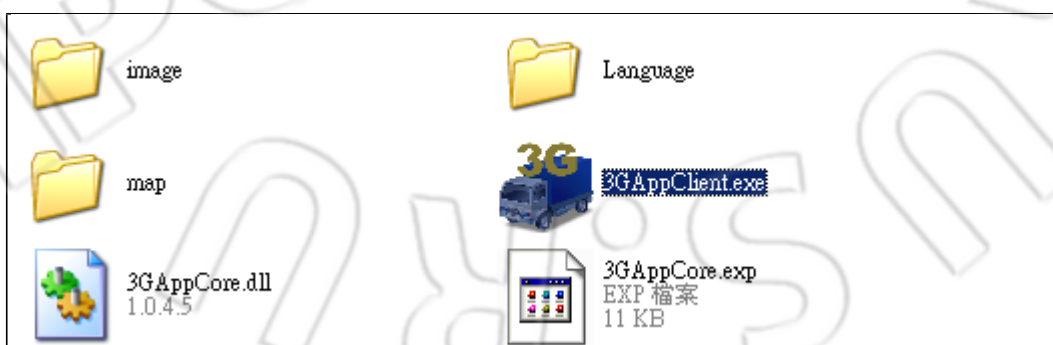 image
Language
map
3G
3GAppClient.exe
3GAppCore.dll
1.0.4.5
3GAppCore.exp
EXP 檔案
11 KB